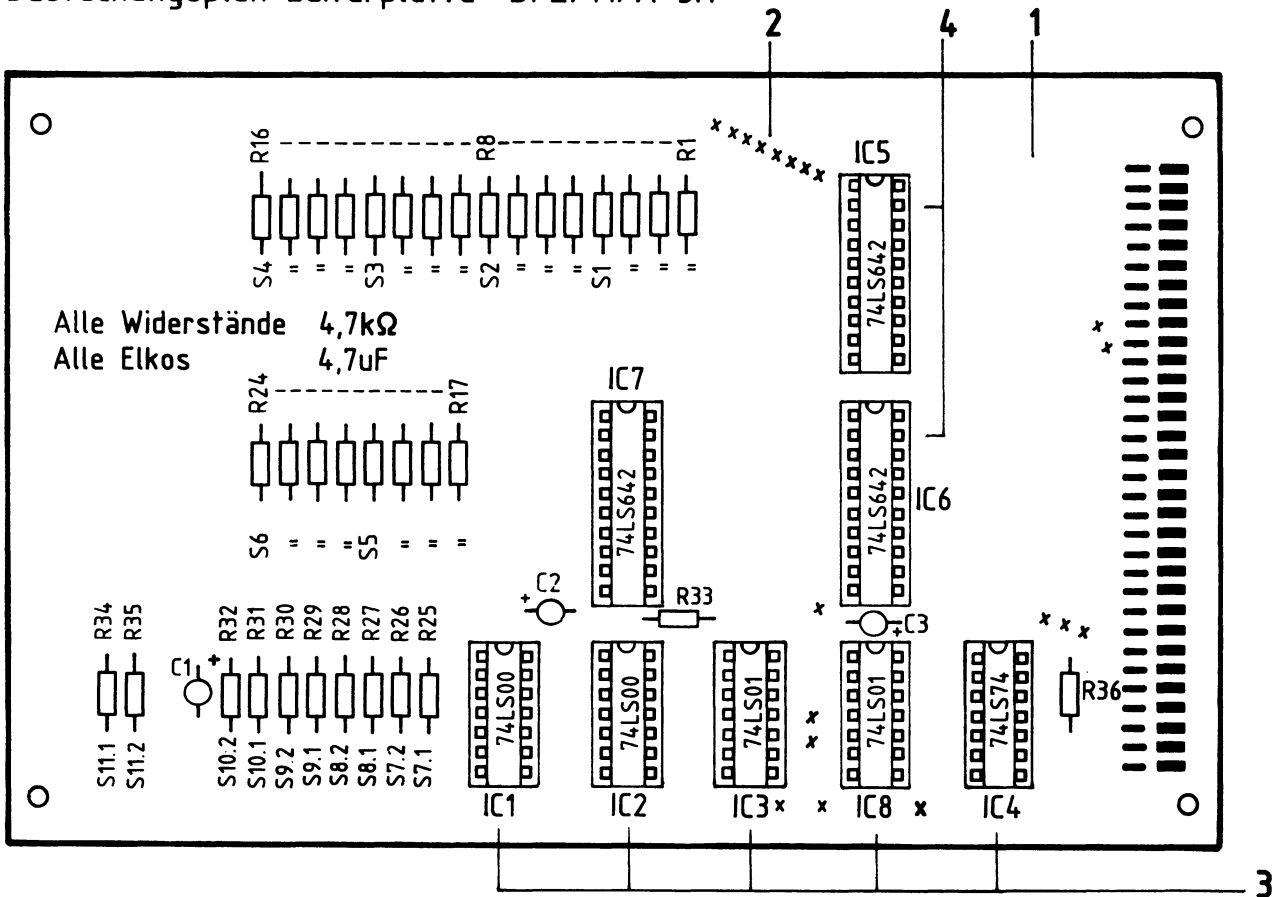 2 4 1
R16 R8 R1
IC5
74LS642
S4 " " " S3 " " " S2 " " " S1 " " "
Alle Widerstände 4,7kΩ
Alle Elkos 4,7uF
R24 R17
IC7
74LS642
74LS642
IC6
S6 " " " S5 " " "
C2
+
R33
C3
+
R34 R35
C1 +
R32 R31 R30 R29 R28 R27 R26 R25
74LS00 74LS00 74LS01 74LS01 74LS74
R36
S11.1 S11.2 S10.2 S10.1 S9.2 S9.1 S8.2 S8.1 S7.2 S7.1
IC1 IC2 IC3 IC8 IC4
3